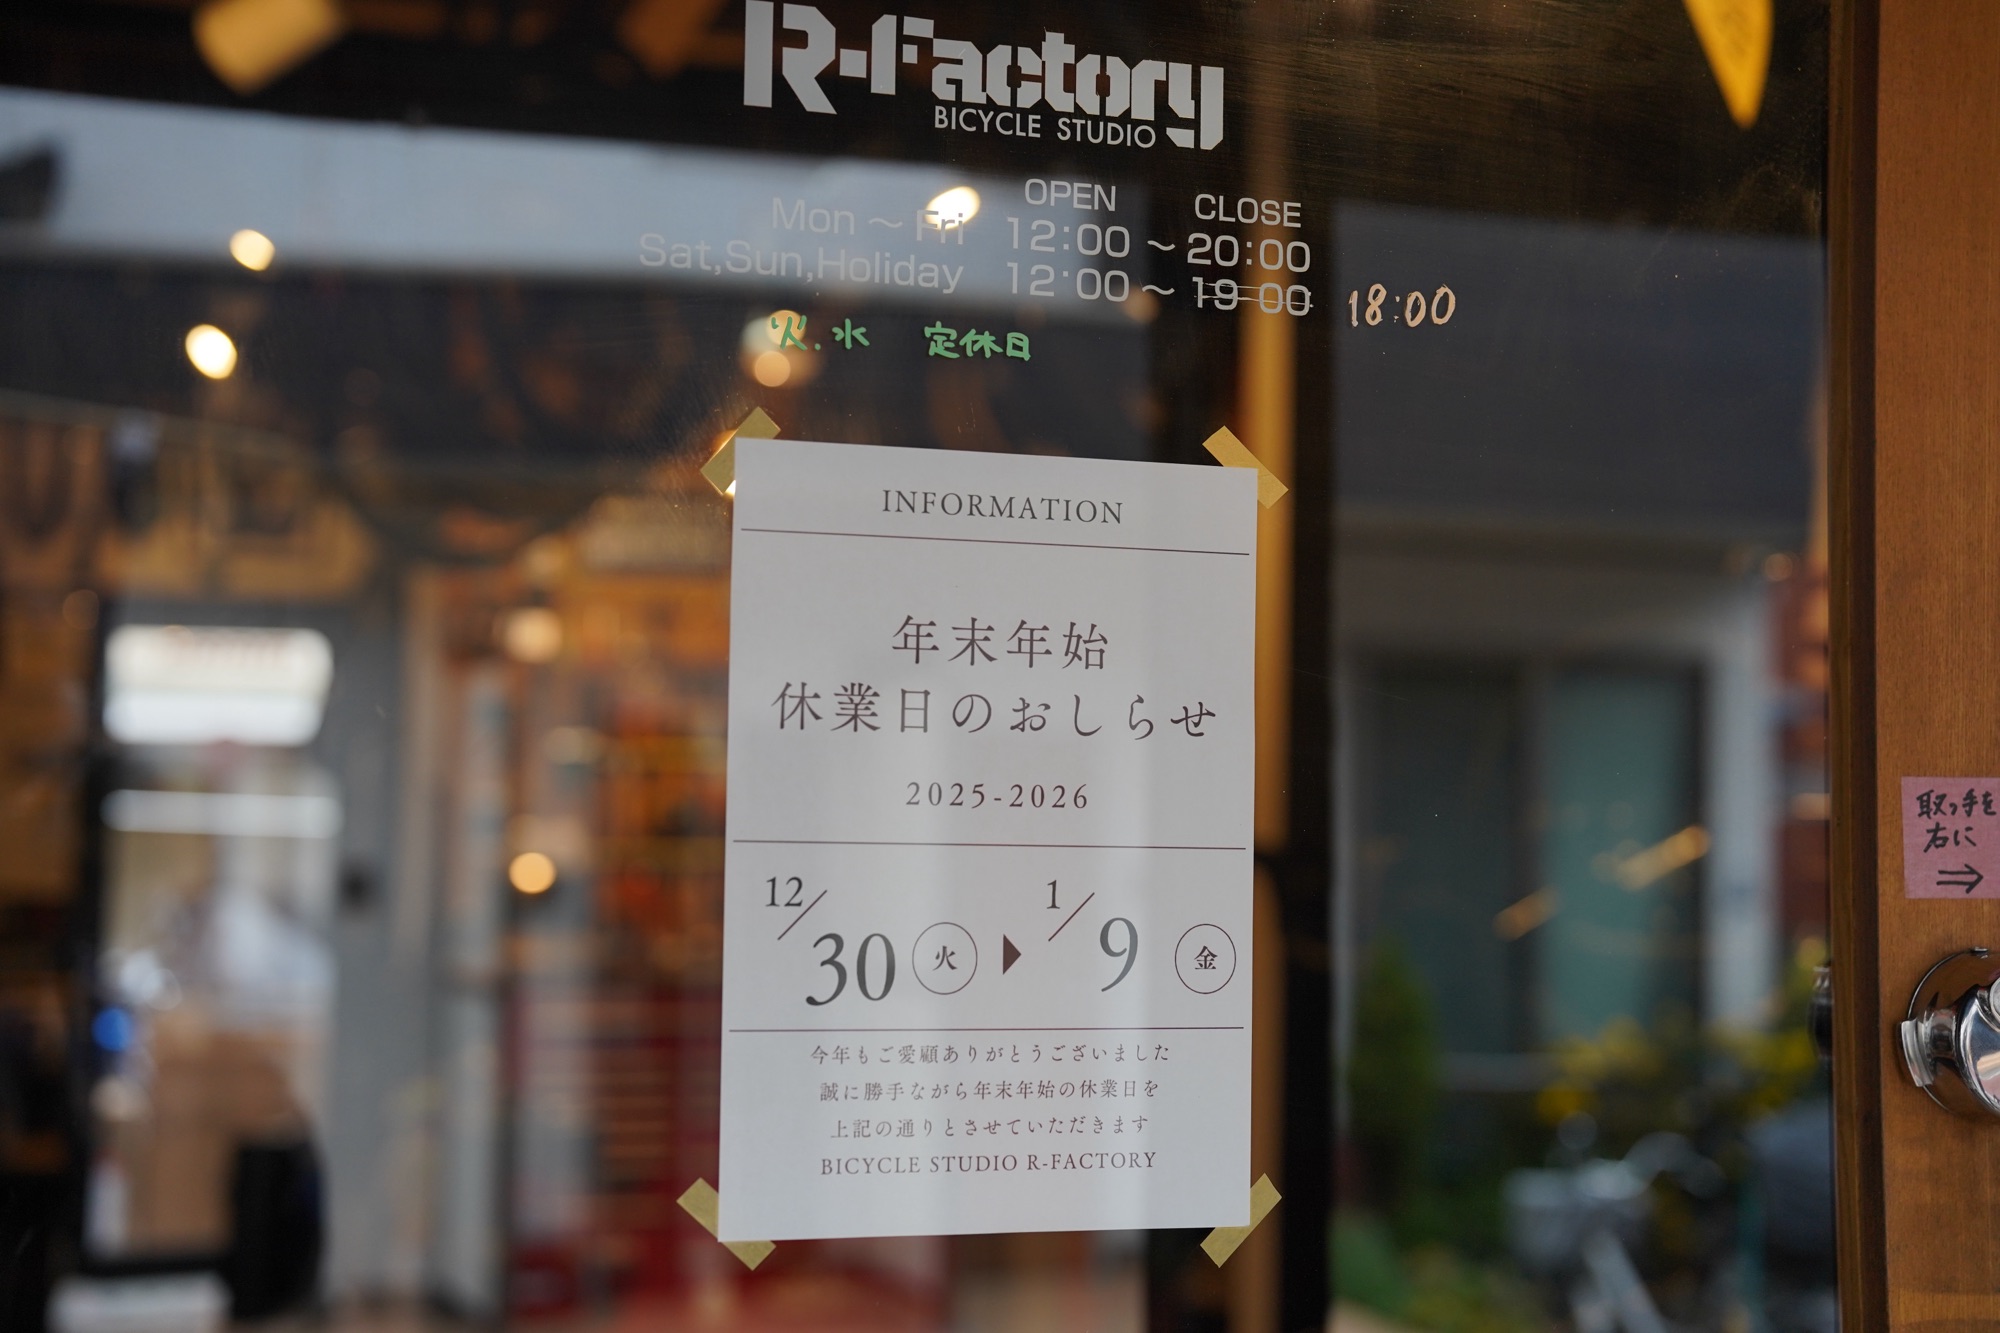 R-Factory
BICYCLE STUDIO
OPEN CLOSE
Mon ~ Fri 12:00 ~ 20:00
Sat,Sun,Holiday 12:00 ~ 19:00 18:00
火.水 定休日
INFORMATION
年末年始
休業日のおしらせ
2025-2026
12/30 火 ▶ 1/9 金
今年もご愛顧ありがとうございました
誠に勝手ながら年末年始の休業日を
上記の通りとさせていただきます
BICYCLE STUDIO R-FACTORY
取っ手を
右に
⇒